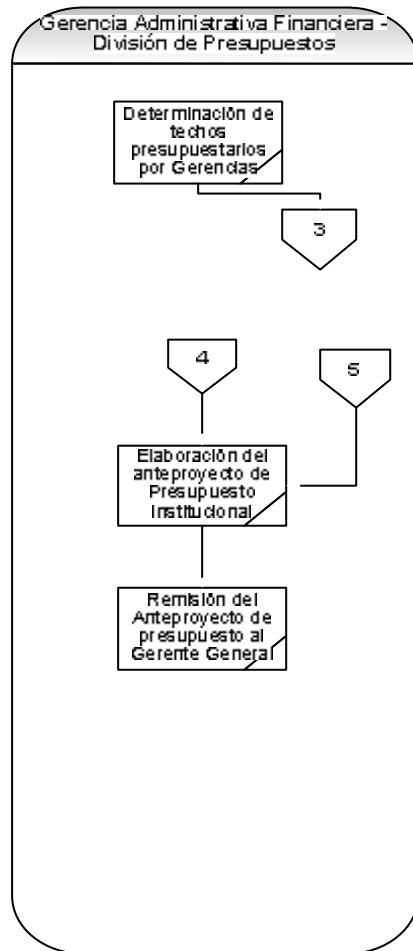 Gerencia Administrativa Financiera -
División de Presupuestos
Determinación de
techos
presupuestarios
por Gerencias
3
4
5
Elaboración del
anteproyecto de
Presupuesto
Institucional
Remisión del
Anteproyecto de
presupuesto al
Gerente General